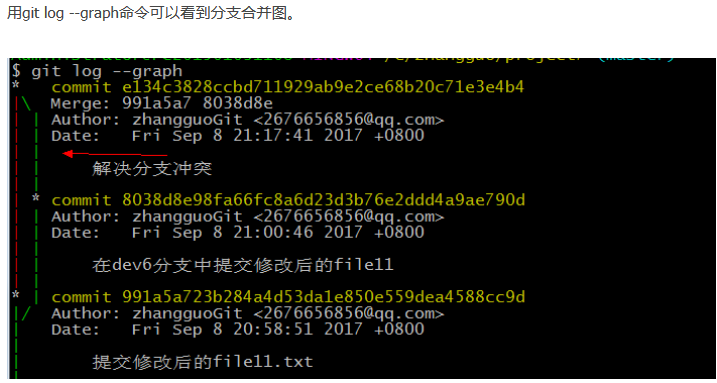 用git log --graph命令可以看到分支合并图。
$ git log --graph
* commit e134c3828ccbd711929ab9e2ce68b20c71e3e4b4
|\ Merge: 991a5a7 8038d8e
| | Author: zhangguoGit <2676656856@qq.com>
| | Date: Fri Sep 8 21:17:41 2017 +0800
| | 解决分支冲突
| * commit 8038d8e98fa66fc8a6d23d3b76e2ddd4a9ae790d
| | Author: zhangguoGit <2676656856@qq.com>
| | Date: Fri Sep 8 21:00:46 2017 +0800
| | 在dev6分支中提交修改后的file11
* | commit 991a5a723b284a4d53da1e850e559dea4588cc9d
|/ Author: zhangguoGit <2676656856@qq.com>
| Date: Fri Sep 8 20:58:51 2017 +0800
| 提交修改后的file11.txt